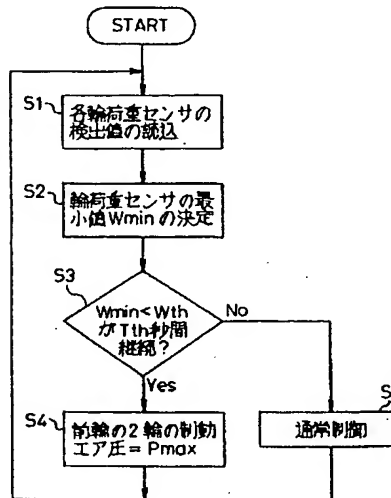 START
S1
各輪荷重センサの
検出値の読込
S2
輪荷重センサの最
小値Wminの決定
S3
Wmin<Wth
がTth秒間
継続?
No
Yes
S4
前輪の2輪の制動
エア圧=Pmax
S
通常制御